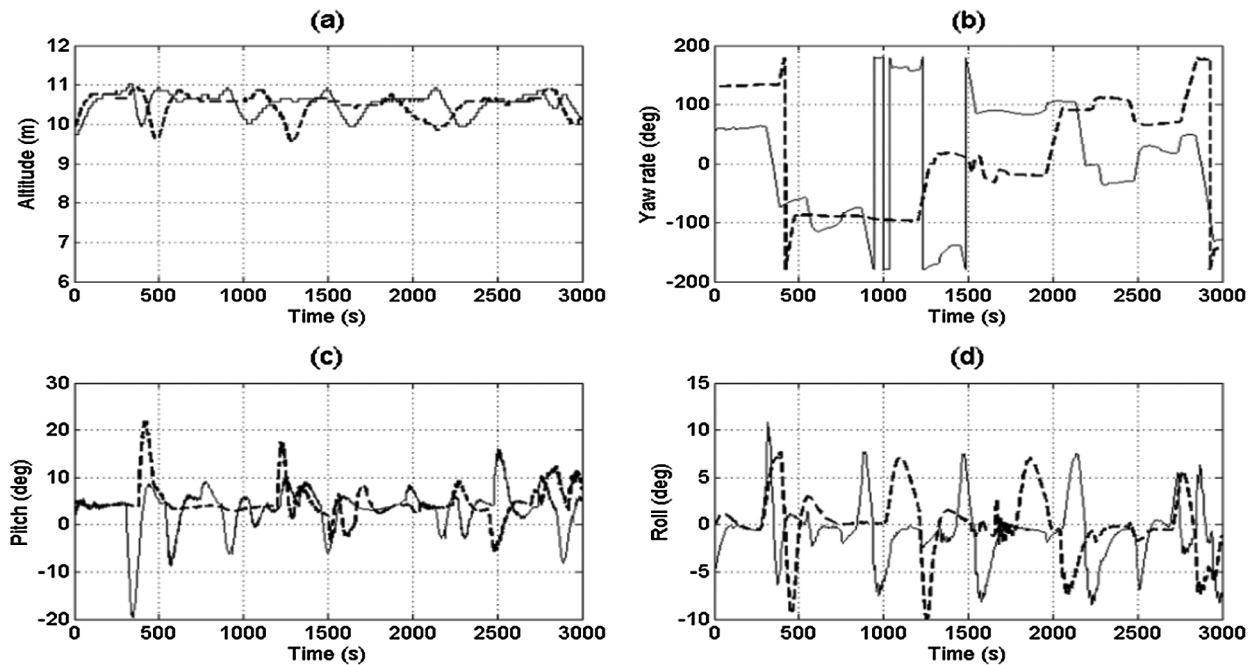 (a)
12
11
10
9
8
7
6
Altitude (m)
0 500 1000 1500 2000 2500 3000
Time (s)
(b)
200
100
0
-100
-200
Yaw rate (deg)
0 500 1000 1500 2000 2500 3000
Time (s)
(c)
30
20
10
0
-10
-20
Pitch (deg)
0 500 1000 1500 2000 2500 3000
Time (s)
(d)
15
10
5
0
-5
-10
Roll (deg)
0 500 1000 1500 2000 2500 3000
Time (s)